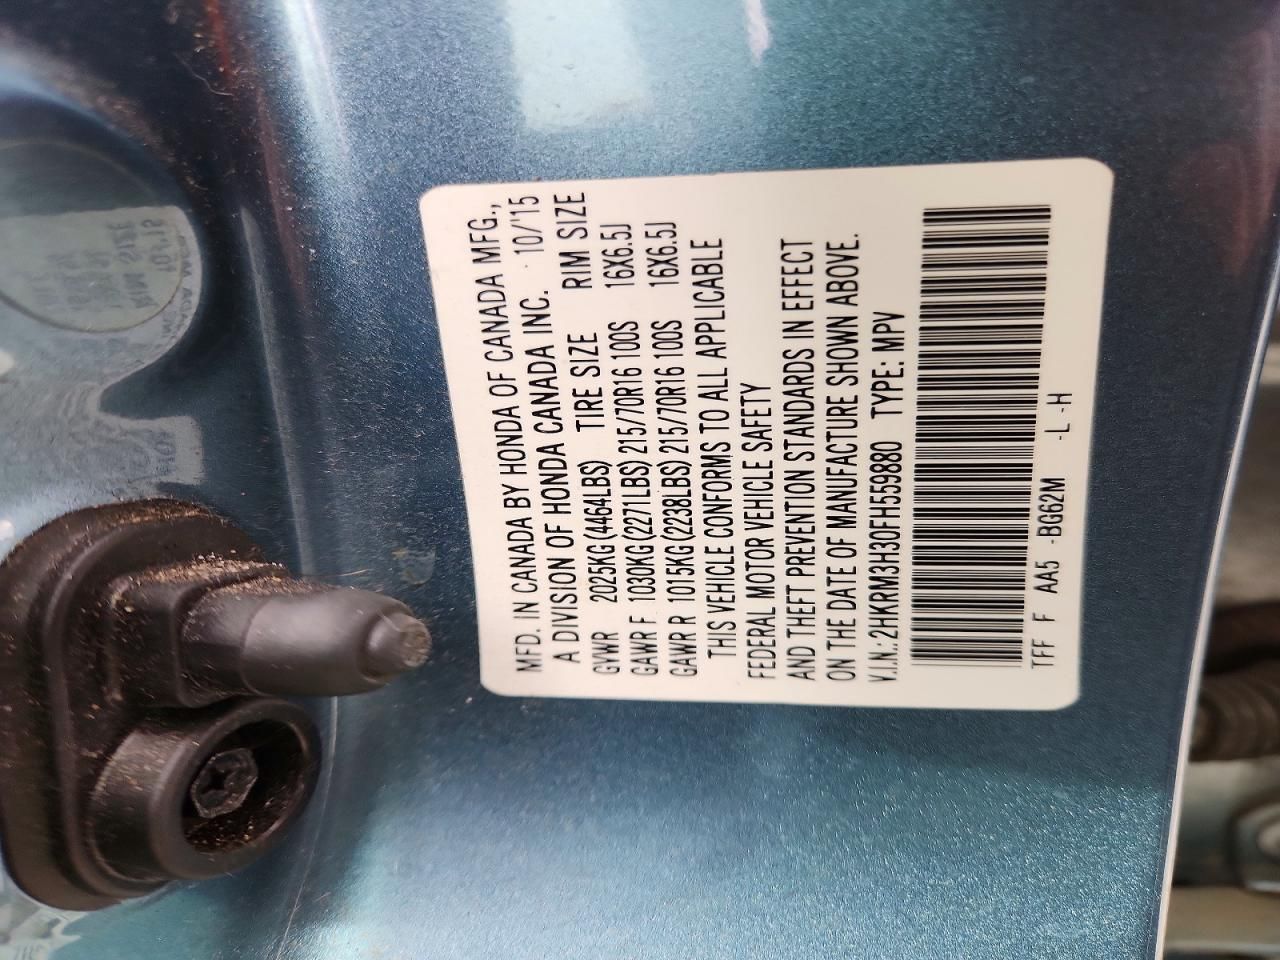 MFD. IN CANADA BY HONDA OF CANADA MFG.,
A DIVISION OF HONDA CANADA INC. 10/'15
GVWR 2025KG(4464LBS) TIRE SIZE RIM SIZE
GAWR F 1030KG(2271LBS) 215/70R16 100S 16X6.5J
GAWR R 1015KG(2238LBS) 215/70R16 100S 16X6.5J
THIS VEHICLE CONFORMS TO ALL APPLICABLE
FEDERAL MOTOR VEHICLE SAFETY
AND THEFT PREVENTION STANDARDS IN EFFECT
ON THE DATE OF MANUFACTURE SHOWN ABOVE.
V.I.N.:2HKRM3H30FH559880 TYPE: MPV
TFF F AA5 -BG62M -L -H